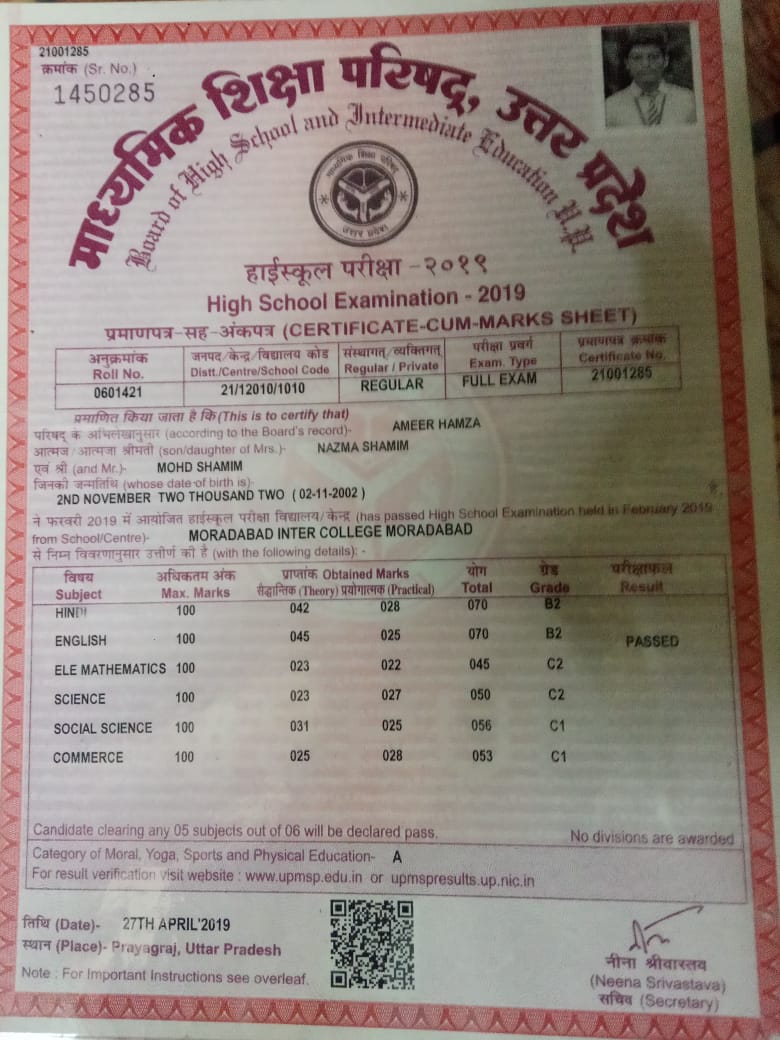 21001285
क्रमांक (Sr. No.)
1450285
माध्यमिक शिक्षा परिषद्, उत्तर प्रदेश
Board of High School and Intermediate Education U.P.
माध्यमिक शिक्षा परिषद्
उत्तर प्रदेश
हाईस्कूल परीक्षा -२०१९
High School Examination - 2019
प्रमाणपत्र-सह-अंकपत्र (CERTIFICATE-CUM-MARKS SHEET)
अनुक्रमांक जनपद/केन्द्र/विद्यालय कोड संस्थागत/व्यक्तिगत परीक्षा प्रवर्ग प्रमाणपत्र क्रमांक
Roll No. Distt./Centre/School Code Regular / Private Exam. Type Certificate No.
0601421 21/12010/1010 REGULAR FULL EXAM 21001285
प्रमाणित किया जाता है कि (This is to certify that)
परिषद् के अभिलेखानुसार (according to the Board's record)- AMEER HAMZA
आत्मज/आत्मजा श्रीमती (son/daughter of Mrs.)- NAZMA SHAMIM
एवं श्री (and Mr.)- MOHD SHAMIM
जिनकी जन्मतिथि (whose date of birth is)-
2ND NOVEMBER TWO THOUSAND TWO ( 02-11-2002 ) है,
ने फरवरी 2019 में आयोजित हाईस्कूल परीक्षा विद्यालय/केन्द्र (has passed High School Examination held in February 2019
from School/Centre)- MORADABAD INTER COLLEGE MORADABAD
से निम्न विवरणानुसार उत्तीर्ण की है (with the following details): -
विषय अधिकतम अंक प्राप्तांक Obtained Marks योग ग्रेड परीक्षाफल
Subject Max. Marks सैद्धान्तिक (Theory) प्रयोगात्मक (Practical) Total Grade Result
HINDI 100 042 028 070 B2
ENGLISH 100 045 025 070 B2 PASSED
ELE MATHEMATICS 100 023 022 045 C2
SCIENCE 100 023 027 050 C2
SOCIAL SCIENCE 100 031 025 056 C1
COMMERCE 100 025 028 053 C1
Candidate clearing any 05 subjects out of 06 will be declared pass. No divisions are awarded
Category of Moral, Yoga, Sports and Physical Education- A
For result verification visit website : www.upmsp.edu.in or upmspresults.up.nic.in
तिथि (Date)- 27TH APRIL'2019
स्थान (Place)- Prayagraj, Uttar Pradesh
Note : For Important Instructions see overleaf.
नीना श्रीवास्तव
(Neena Srivastava)
सचिव (Secretary)